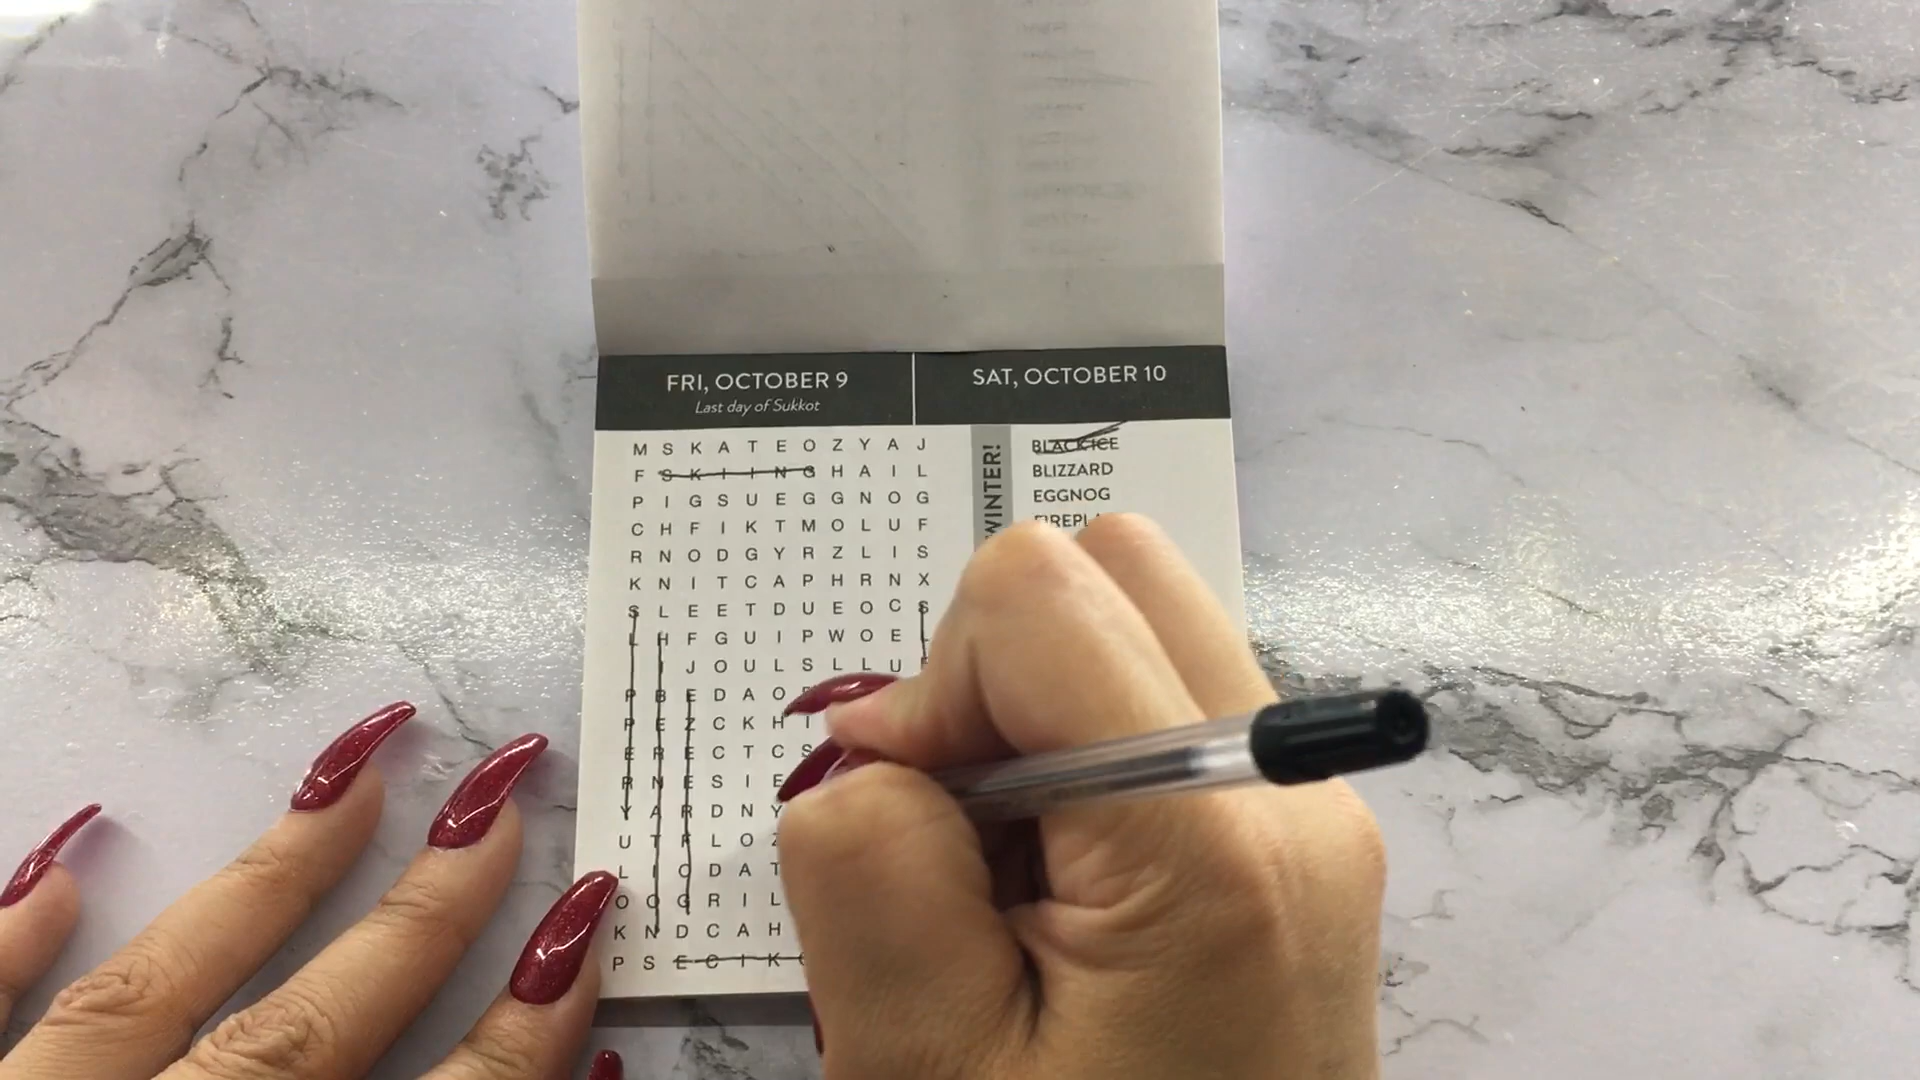 FRI, OCTOBER 9
Last day of Sukkot
SAT, OCTOBER 10
M S K A T E O Z Y A J
F S K I I N G H A I L
P I G S U E G G N O G
C H F I K T M O L U F
R N O D G Y R Z L I S
K N I T C A P H R N X
S L E E T D U E O C S
L H F G U I P W O E L
I J O U L S L L U
P B E D A O
P E Z C K H I
E R E C T C S
R N E S I E
Y A R D N Y
U T F L O Z
L I O D A T
O O G R I L
K N D C A H
P S E C I K
WINTER!
BLACK ICE
BLIZZARD
EGGNOG